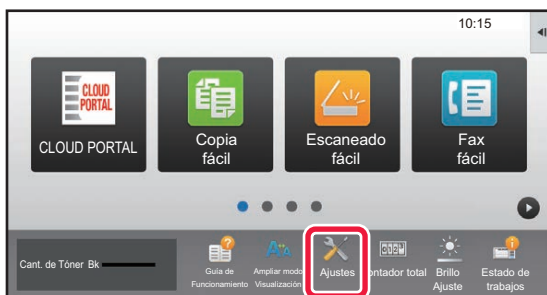 10:15
CLOUD
PORTAL
CLOUD PORTAL
Copia
fácil
Escaneado
fácil
Fax
fácil
Cant. de Tóner Bk
Guía de
Funcionamiento
Ampliar modo
Visualización
Ajustes
ontador total
Brillo
Ajuste
Estado de
trabajos